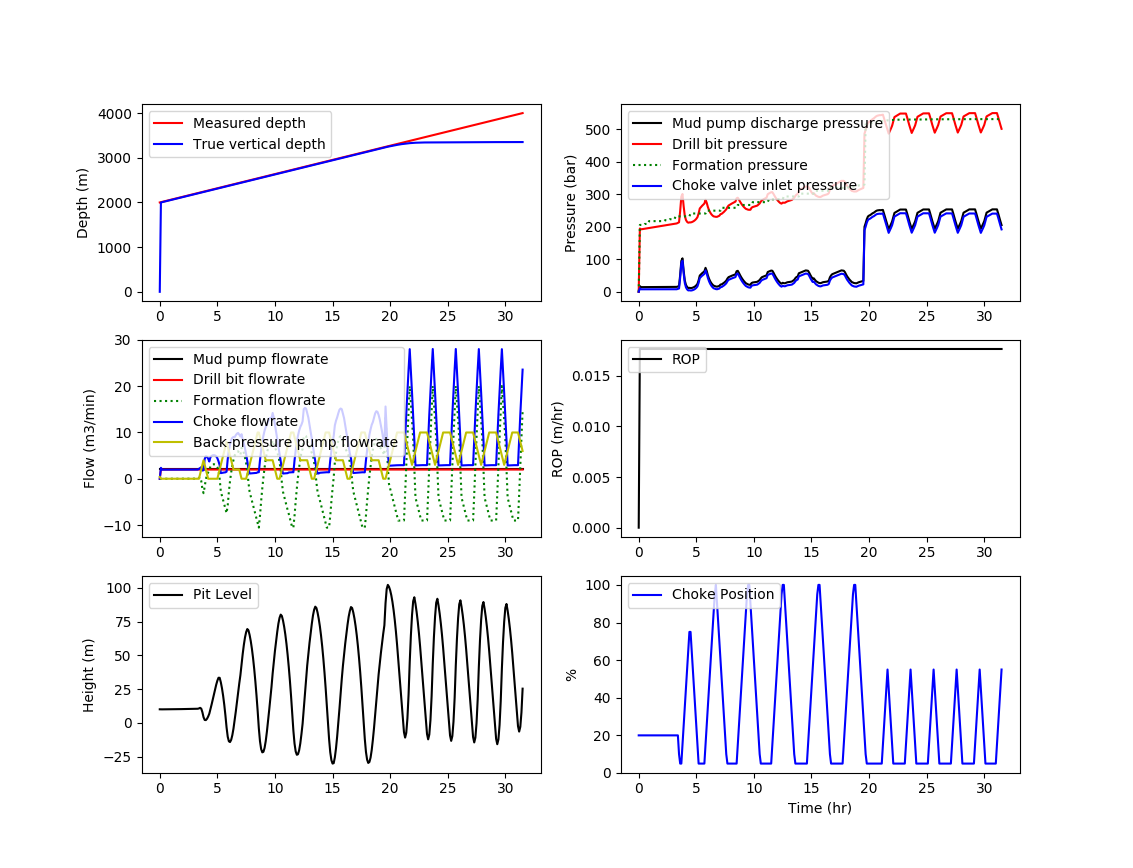 Measured depth
True vertical depth
Depth (m)
4000
3000
2000
1000
0
0 5 10 15 20 25 30
Mud pump discharge pressure
Drill bit pressure
Formation pressure
Choke valve inlet pressure
Pressure (bar)
500
400
300
200
100
0
0 5 10 15 20 25 30
Mud pump flowrate
Drill bit flowrate
Formation flowrate
Choke flowrate
Back-pressure pump flowrate
Flow (m3/min)
30
20
10
0
−10
0 5 10 15 20 25 30
ROP
ROP (m/hr)
0.015
0.010
0.005
0.000
0 5 10 15 20 25 30
Pit Level
Height (m)
100
75
50
25
0
−25
0 5 10 15 20 25 30
Choke Position
%
100
80
60
40
20
0
0 5 10 15 20 25 30
Time (hr)